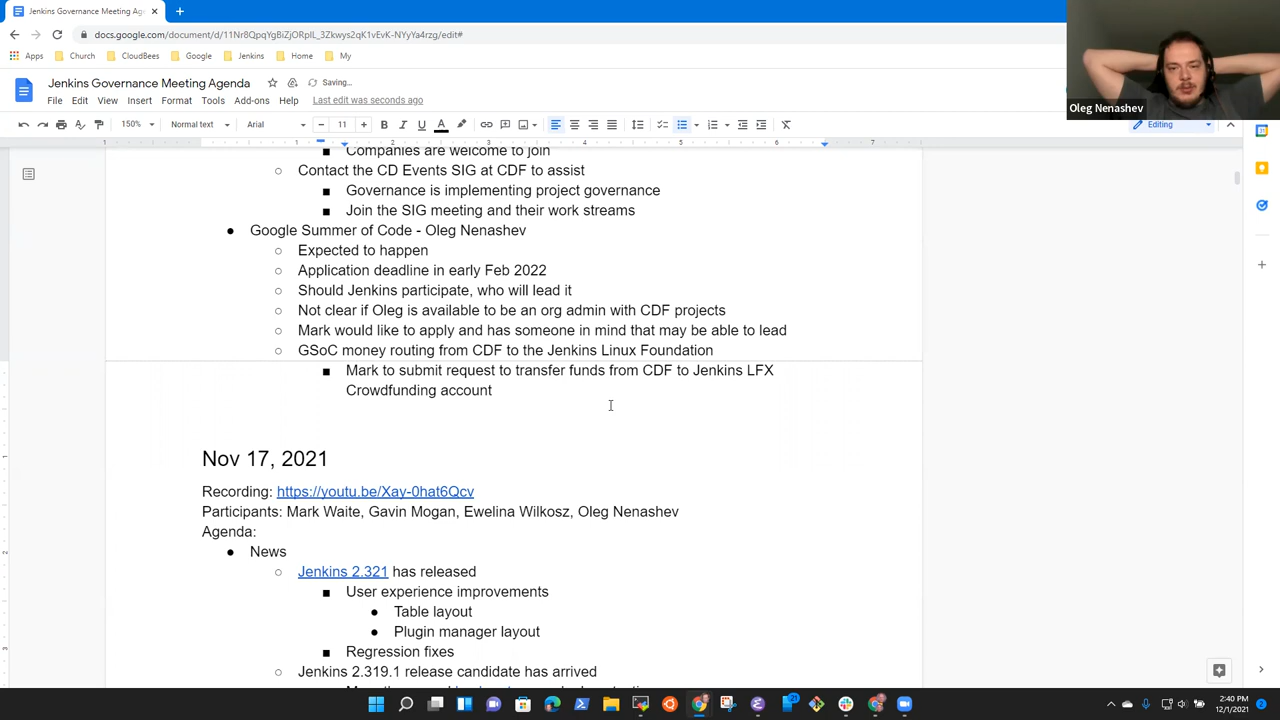 Jenkins Governance Meeting Ag
docs.google.com/document/d/11Nr8QpqYgBiZjORpIL_3Zkwys2qK1vEvK-NYyYa4rzg/edit#
Apps
Church
CloudBees
Google
Jenkins
Home
My
Jenkins Governance Meeting Agenda
Saving...
File Edit View Insert Format Tools Add-ons Help Last edit was seconds ago
150% Normal text Arial 11 Editing
Oleg Nenashev
Companies are welcome to join
Contact the CD Events SIG at CDF to assist
Governance is implementing project governance
Join the SIG meeting and their work streams
Google Summer of Code - Oleg Nenashev
Expected to happen
Application deadline in early Feb 2022
Should Jenkins participate, who will lead it
Not clear if Oleg is available to be an org admin with CDF projects
Mark would like to apply and has someone in mind that may be able to lead
GSoC money routing from CDF to the Jenkins Linux Foundation
Mark to submit request to transfer funds from CDF to Jenkins LFX
Crowdfunding account
Nov 17, 2021
Recording: https://youtu.be/Xay-0hat6Qcv
Participants: Mark Waite, Gavin Mogan, Ewelina Wilkosz, Oleg Nenashev
Agenda:
News
Jenkins 2.321 has released
User experience improvements
Table layout
Plugin manager layout
Regression fixes
Jenkins 2.319.1 release candidate has arrived
2:40 PM
12/1/2021